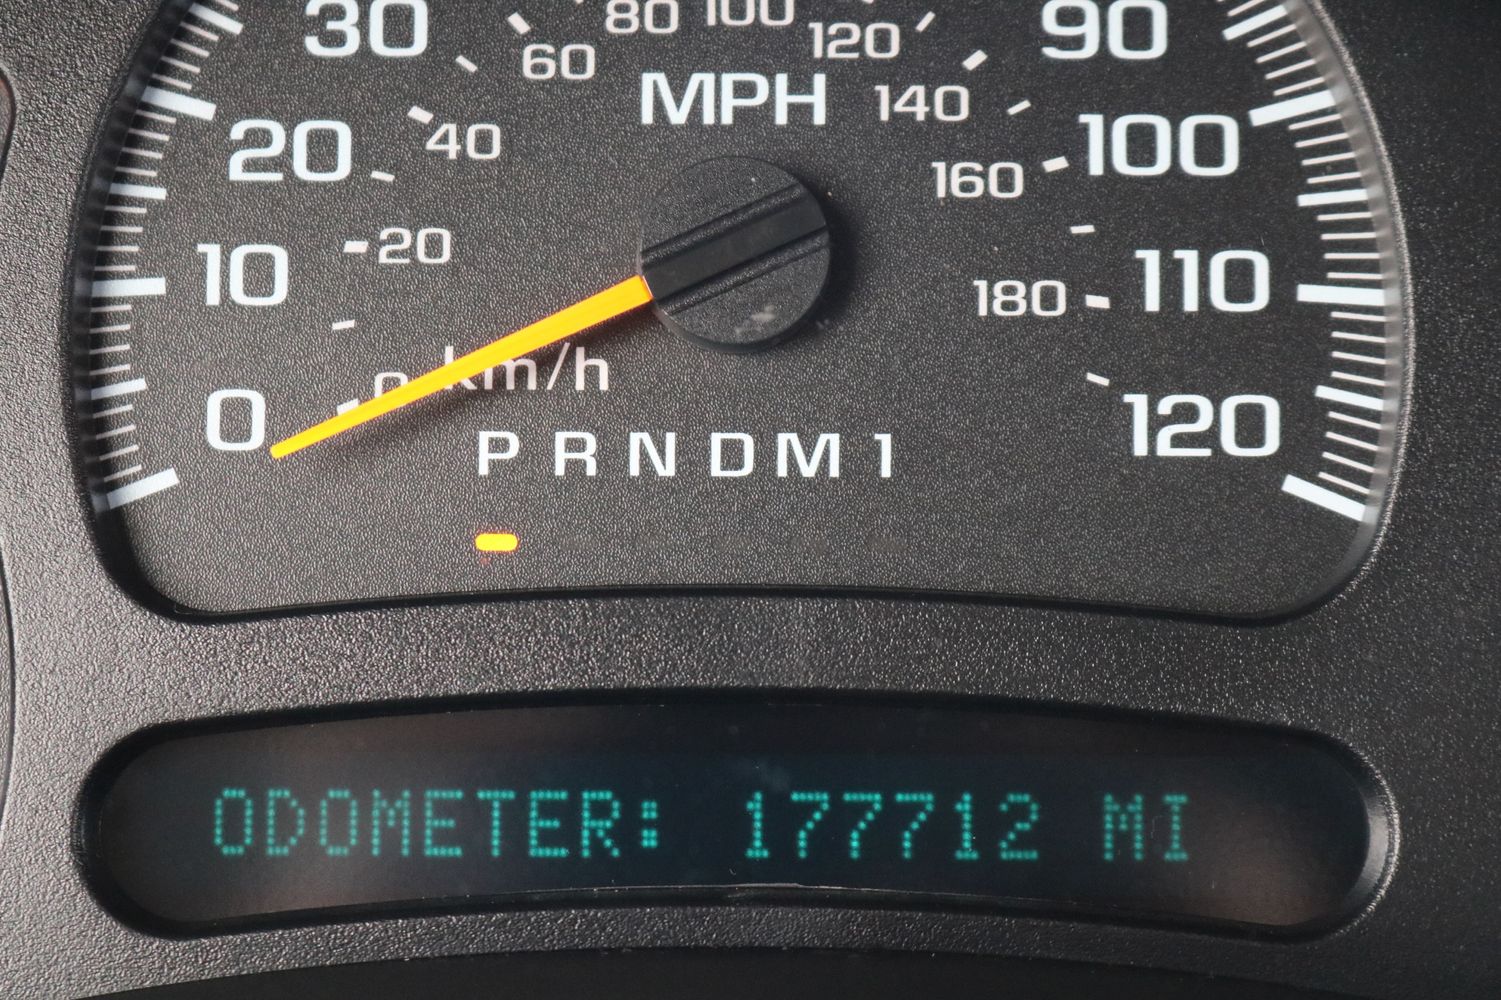 30 80 100 90
60 120
MPH 140
20 40 160 100
10 20 180 110
0 0 km/h 120
P R N D M 1
ODOMETER: 177712 MI